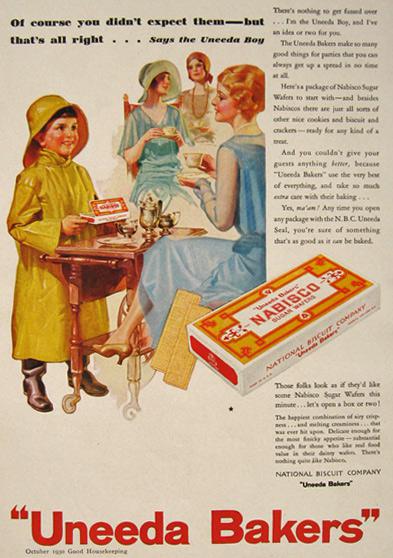 Of course you didn't expect them—but
that's all right . . . Says the Uneeda Boy
There's nothing to get fussed over
. . . I'm the Uneeda Boy, and I've
an idea or two for you.
The Uneeda Bakers make so many
good things for parties that you can
always get up a spread in no time
at all.
Here's a package of Nabisco Sugar
Wafers to start with—and besides
Nabiscos there are just all sorts of
other nice cookies and biscuit and
crackers—ready for any kind of a
treat.
And you couldn't give your
guests anything better, because
"Uneeda Bakers" use the very best
of everything, and take so much
extra care with their baking . . .
Yes, ma'am! Any time you open
any package with the N.B.C. Uneeda
Seal, you're sure of something
that's as good as it can be baked.
NABISCO
"Uneeda Bakers"
NABISCO
SUGAR WAFERS
NATIONAL BISCUIT COMPANY
"Uneeda Bakers"
Those folks look as if they'd like
some Nabisco Sugar Wafers this
minute . . . let's open a box or two!
The happiest combination of airy crisp-
ness . . . and melting creaminess . . . that
was ever hit upon. Delicate enough for
the most finicky appetite—substantial
enough for those who like real food
value in their dainty wafers. There's
nothing quite like Nabisco.
NATIONAL BISCUIT COMPANY
"Uneeda Bakers"
"Uneeda Bakers"
October 1930 Good Housekeeping